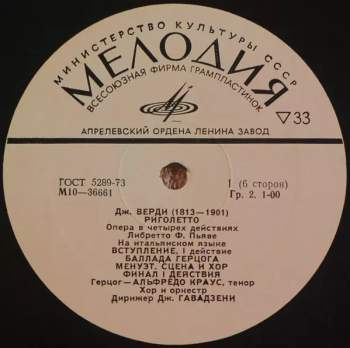 МИНИСТЕРСТВО КУЛЬТУРЫ СССР
МЕЛОДИЯ
ВСЕСОЮЗНАЯ ФИРМА ГРАМПЛАСТИНОК
АПРЕЛЕВСКИЙ ОРДЕНА ЛЕНИНА ЗАВОД
▽33
ГОСТ 5289-73
М10—36661
1 (6 сторон)
Гр. 2. 1-00
Дж. ВЕРДИ (1813—1901)
РИГОЛЕТТО
Опера в четырех действиях
Либретто Ф. Пьяве
На итальянском языке
ВСТУПЛЕНИЕ, I действие
БАЛЛАДА ГЕРЦОГА
МЕНУЭТ, СЦЕНА И ХОР
ФИНАЛ I ДЕЙСТВИЯ
Герцог—АЛЬФРЕДО КРАУС, тенор
Хор и оркестр
Дирижер Дж. ГАВАДЗЕНИ